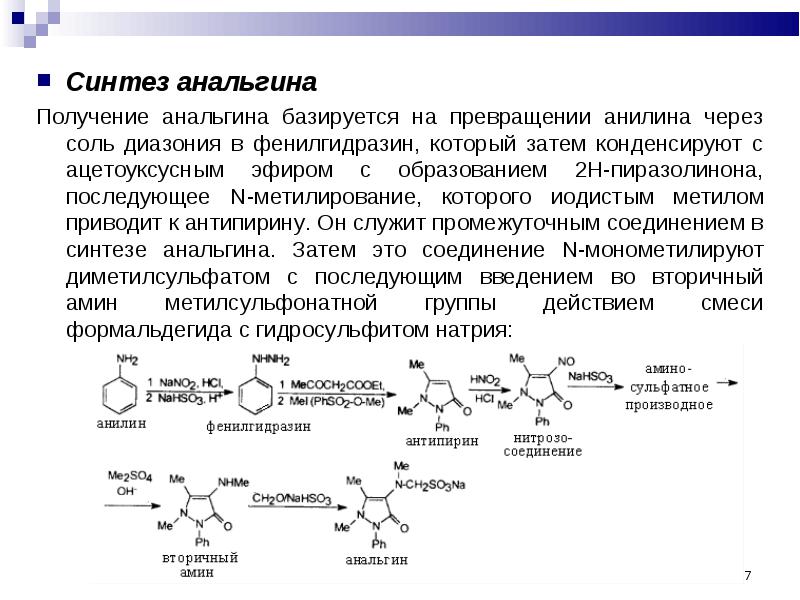 Синтез анальгина
Получение анальгина базируется на превращении анилина через
соль диазония в фенилгидразин, который затем конденсируют с
ацетоуксусным эфиром с образованием 2Н-пиразолинона,
последующее N-метилирование, которого иодистым метилом
приводит к антипирину. Он служит промежуточным соединением в
синтезе анальгина. Затем это соединение N-монометилируют
диметилсульфатом с последующим введением во вторичный
амин метилсульфонатной группы действием смеси
формальдегида с гидросульфитом натрия:
NH2
1 NaNO2, HCl,
2 NaHSO3, H+
анилин
NHNH2
1 MeCOCH2COOEt,
2 MeI (PhSO2-O-Me)
фенилгидразин
Me
N
Me
N
O
Ph
антипирин
HNO2
HCl
Me
NO
N
Me
N
O
Ph
нитрозо-
соединение
NaHSO3
амино-
сульфатное
производное
Me2SO4
OH-
Me
NHMe
N
Me
N
O
Ph
вторичный
амин
CH2O/NaHSO3
Me
Me
N-CH2SO3Na
N
Me
N
O
Ph
анальгин
7